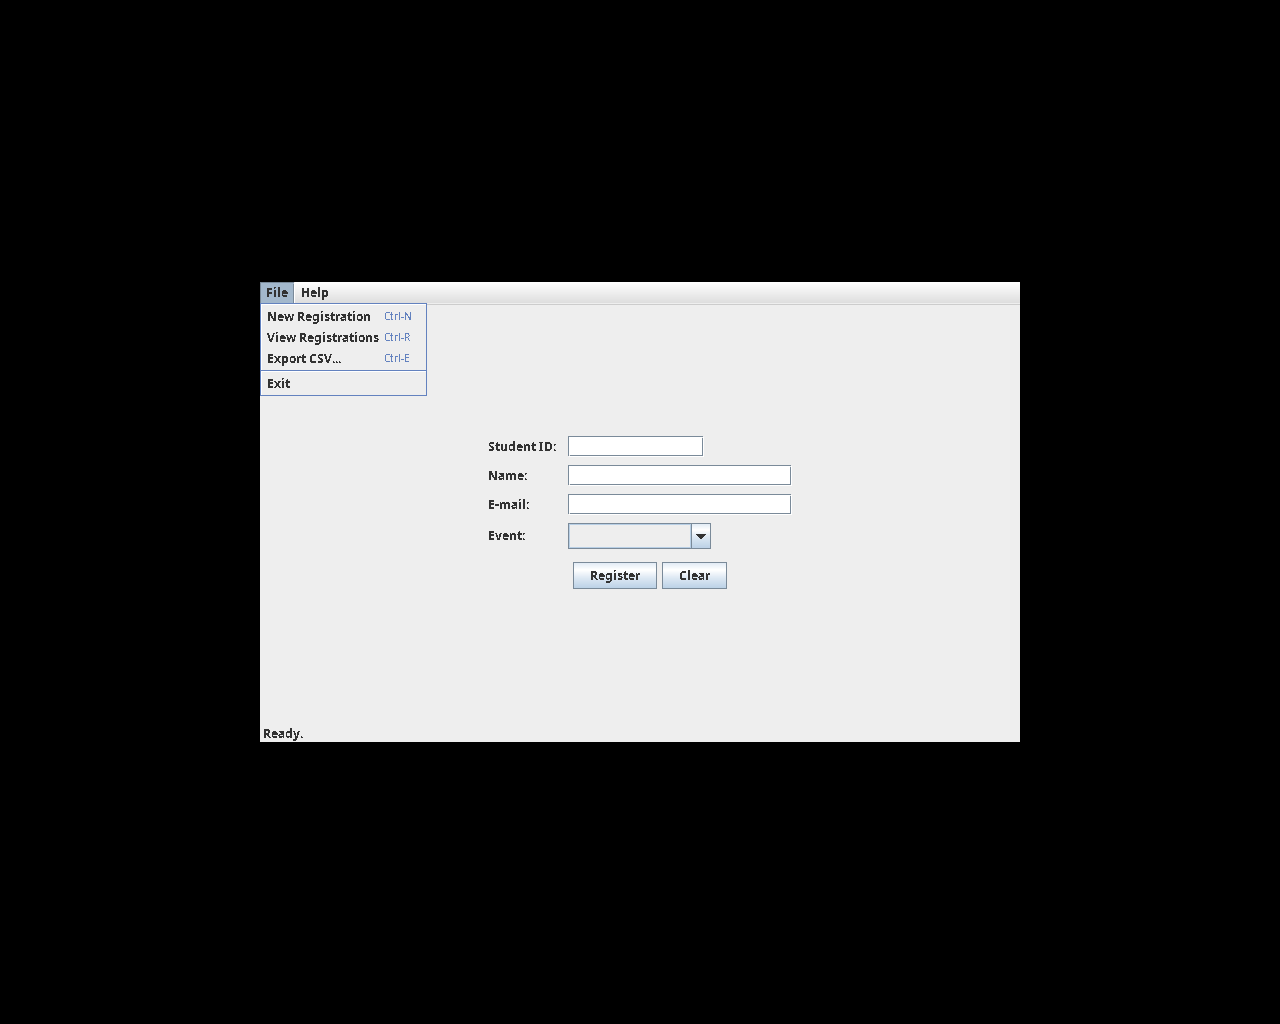 File Help
New Registration Ctrl-N
View Registrations Ctrl-R
Export CSV... Ctrl-E
Exit
Student ID:
Name:
E-mail:
Event:
Register Clear
Ready.